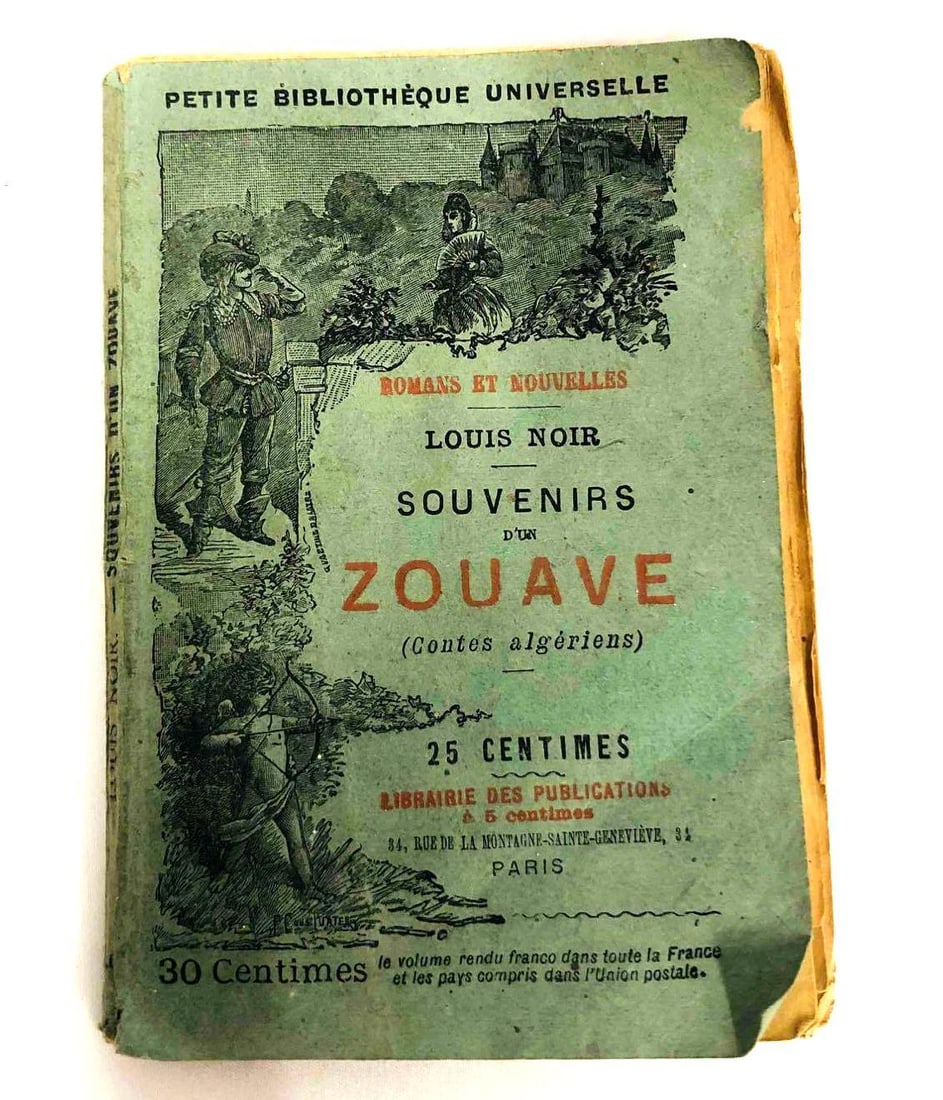 PETITE BIBLIOTHÈQUE UNIVERSELLE
ROMANS ET NOUVELLES
LOUIS NOIR
SOUVENIRS
D'UN
ZOUAVE
(Contes algériens)
25 CENTIMES
LIBRAIRIE DES PUBLICATIONS
à 5 centimes
34, RUE DE LA MONTAGNE-SAINTE-GENEVIÈVE, 34
PARIS
30 Centimes le volume rendu franco dans toute la France
et les pays compris dans l'Union postale.
LOUIS NOIR. — SOUVENIRS D'UN ZOUAVE